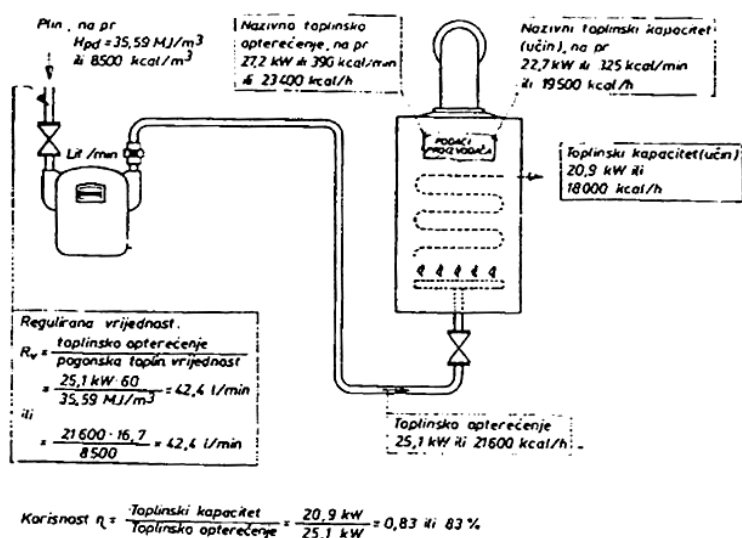 Plin, na pr
Hpd = 35,59 MJ/m³
ili 8500 kcal/m³
Nazivno toplinsko
opterećenje, na pr
27,2 kW ili 390 kcal/min
ili 23400 kcal/h
Nazivni toplinski kapacitet
(učin), na pr
22,7 kW ili 325 kcal/min
ili 19500 kcal/h
Lit /min
PODACI
PROIZVOĐAČA
Toplinski kapacitet (učin)
20,9 kW ili
18000 kcal/h
Regulirana vrijednost.
Rv = toplinsko opterećenje / pogonska toplin vrijednost
= 25,1 kW·60 / 35,59 MJ/m³ = 42,4 l/min
ili
= 21600·16,7 / 8500 = 42,4 l/min
Toplinsko opterećenje
25,1 kW ili 21600 kcal/h
Korisnost η = Toplinski kapacitet / Toplinsko opterećenje = 20,9 kW / 25,1 kW = 0,83 ili 83 %